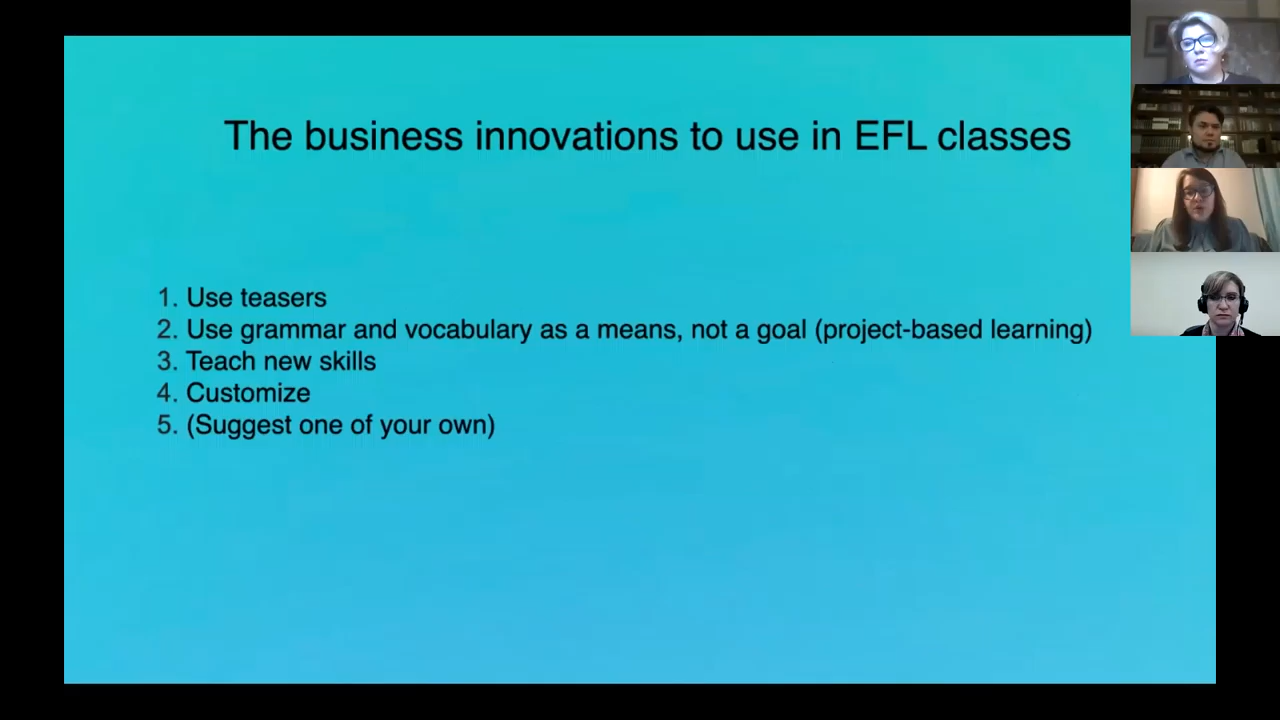 The business innovations to use in EFL classes
1. Use teasers
2. Use grammar and vocabulary as a means, not a goal (project-based learning)
3. Teach new skills
4. Customize
5. (Suggest one of your own)